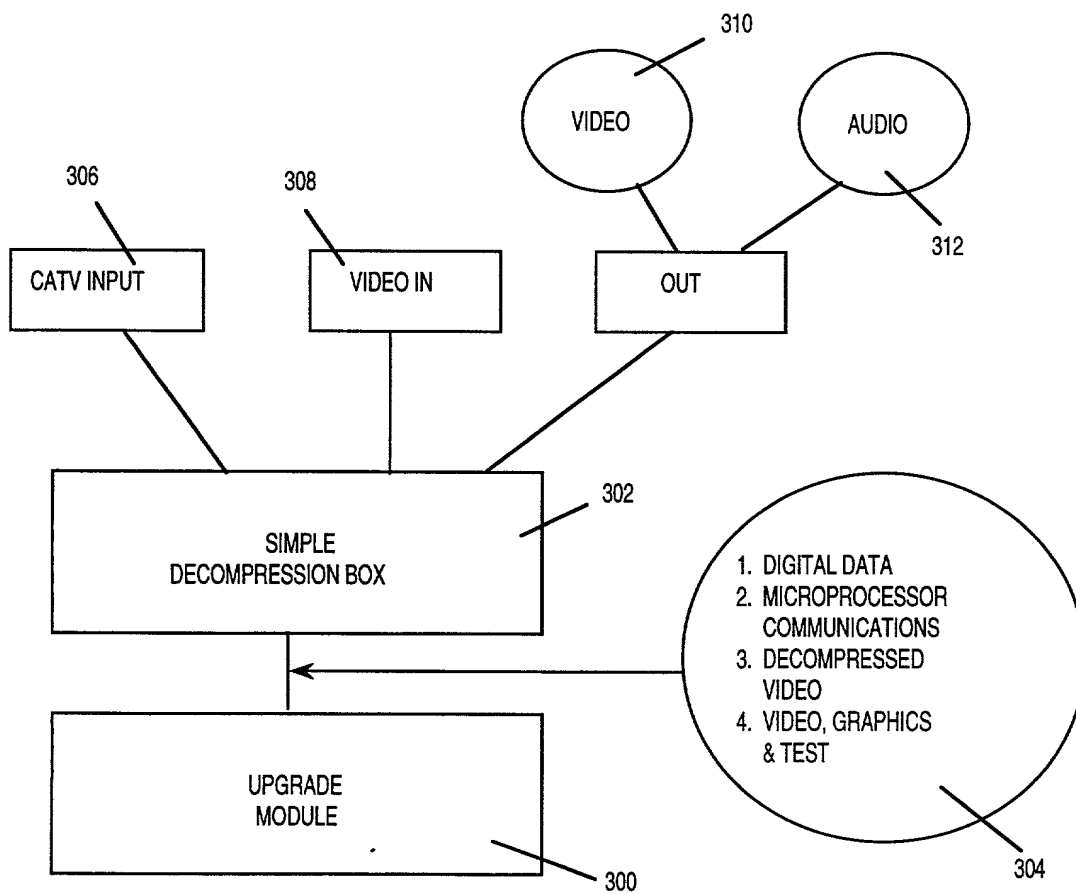 310
VIDEO
AUDIO
306
308
312
CATV INPUT
VIDEO IN
OUT
302
SIMPLE
DECOMPRESSION BOX
1. DIGITAL DATA
2. MICROPROCESSOR
COMMUNICATIONS
3. DECOMPRESSED
VIDEO
4. VIDEO, GRAPHICS
& TEST
UPGRADE
MODULE
300
304